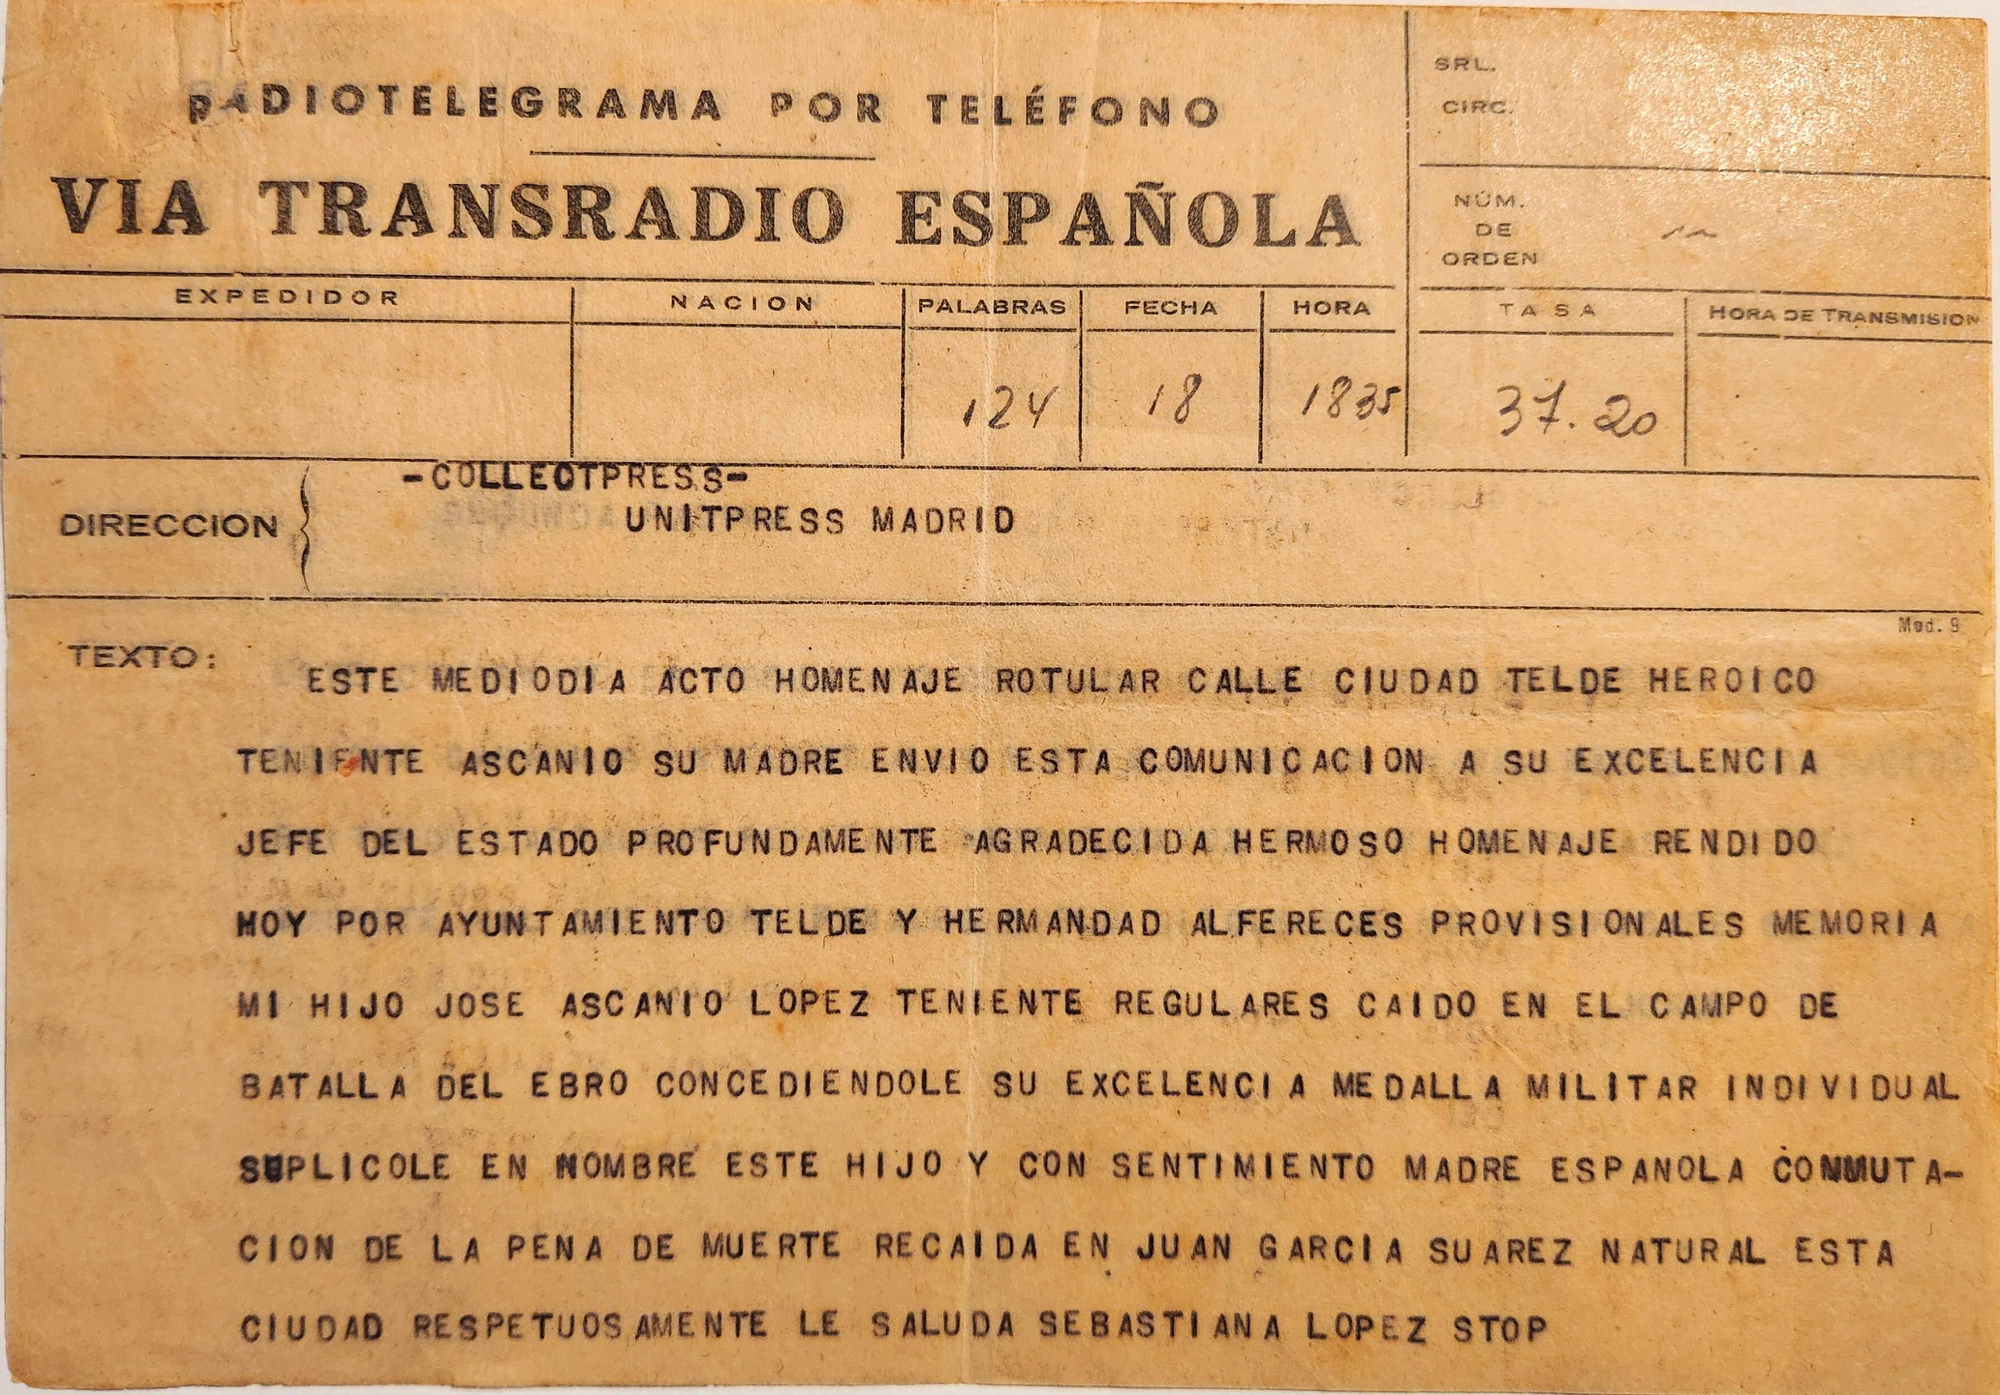 RADIOTELEGRAMA POR TELÉFONO
VIA TRANSRADIO ESPAÑOLA
SRL.
CIRC.
NÚM.
DE
ORDEN
EXPEDIDOR NACION PALABRAS FECHA HORA TASA HORA DE TRANSMISION
124 18 1835 37.20
-COLLECTPRESS-
DIRECCION UNITPRESS MADRID
Mod. 9
TEXTO:
ESTE MEDIODIA ACTO HOMENAJE ROTULAR CALLE CIUDAD TELDE HEROICO
TENIENTE ASCANIO SU MADRE ENVIO ESTA COMUNICACION A SU EXCELENCIA
JEFE DEL ESTADO PROFUNDAMENTE AGRADECIDA HERMOSO HOMENAJE RENDIDO
HOY POR AYUNTAMIENTO TELDE Y HERMANDAD ALFERECES PROVISIONALES MEMORIA
MI HIJO JOSE ASCANIO LOPEZ TENIENTE REGULARES CAIDO EN EL CAMPO DE
BATALLA DEL EBRO CONCEDIENDOLE SU EXCELENCIA MEDALLA MILITAR INDIVIDUAL
SUPLICOLE EN NOMBRE ESTE HIJO Y CON SENTIMIENTO MADRE ESPANOLA CONMUTA-
CION DE LA PENA DE MUERTE RECAIDA EN JUAN GARCIA SUAREZ NATURAL ESTA
CIUDAD RESPETUOSAMENTE LE SALUDA SEBASTIANA LOPEZ STOP